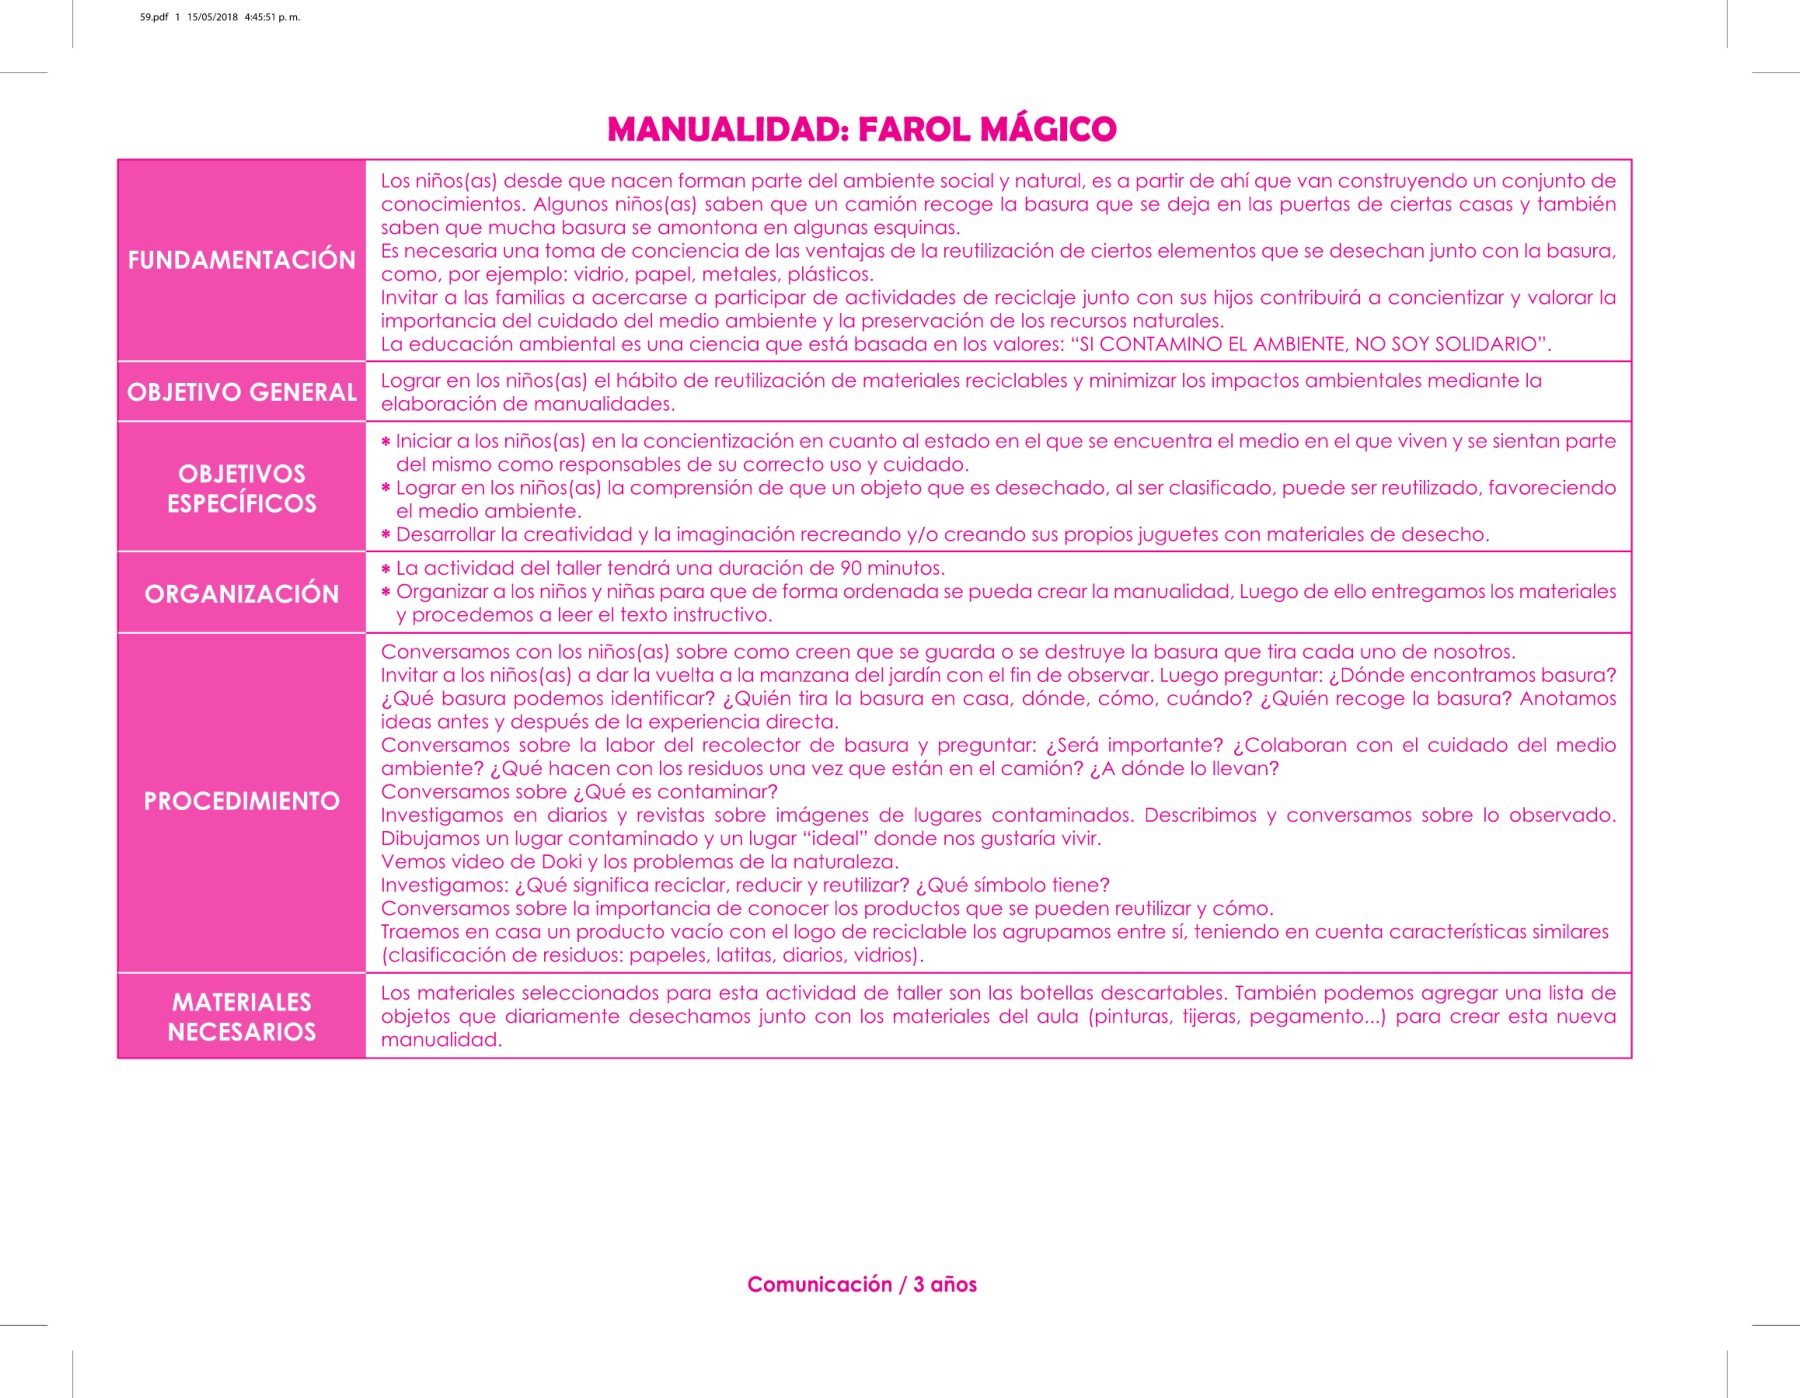 59.pdf 1 15/05/2018 4:45:51 p. m.
MANUALIDAD: FAROL MÁGICO
FUNDAMENTACIÓN
Los niños(as) desde que nacen forman parte del ambiente social y natural, es a partir de ahí que van construyendo un conjunto de
conocimientos. Algunos niños(as) saben que un camión recoge la basura que se deja en las puertas de ciertas casas y también
saben que mucha basura se amontona en algunas esquinas.
Es necesaria una toma de conciencia de las ventajas de la reutilización de ciertos elementos que se desechan junto con la basura,
como, por ejemplo: vidrio, papel, metales, plásticos.
Invitar a las familias a acercarse a participar de actividades de reciclaje junto con sus hijos contribuirá a concientizar y valorar la
importancia del cuidado del medio ambiente y la preservación de los recursos naturales.
La educación ambiental es una ciencia que está basada en los valores: “SI CONTAMINO EL AMBIENTE, NO SOY SOLIDARIO”.
OBJETIVO GENERAL
Lograr en los niños(as) el hábito de reutilización de materiales reciclables y minimizar los impactos ambientales mediante la
elaboración de manualidades.
OBJETIVOS
ESPECÍFICOS
* Iniciar a los niños(as) en la concientización en cuanto al estado en el que se encuentra el medio en el que viven y se sientan parte
del mismo como responsables de su correcto uso y cuidado.
* Lograr en los niños(as) la comprensión de que un objeto que es desechado, al ser clasificado, puede ser reutilizado, favoreciendo
el medio ambiente.
* Desarrollar la creatividad y la imaginación recreando y/o creando sus propios juguetes con materiales de desecho.
ORGANIZACIÓN
* La actividad del taller tendrá una duración de 90 minutos.
* Organizar a los niños y niñas para que de forma ordenada se pueda crear la manualidad, Luego de ello entregamos los materiales
y procedemos a leer el texto instructivo.
PROCEDIMIENTO
Conversamos con los niños(as) sobre como creen que se guarda o se destruye la basura que tira cada uno de nosotros.
Invitar a los niños(as) a dar la vuelta a la manzana del jardín con el fin de observar. Luego preguntar: ¿Dónde encontramos basura?
¿Qué basura podemos identificar? ¿Quién tira la basura en casa, dónde, cómo, cuándo? ¿Quién recoge la basura? Anotamos
ideas antes y después de la experiencia directa.
Conversamos sobre la labor del recolector de basura y preguntar: ¿Será importante? ¿Colaboran con el cuidado del medio
ambiente? ¿Qué hacen con los residuos una vez que están en el camión? ¿A dónde lo llevan?
Conversamos sobre ¿Qué es contaminar?
Investigamos en diarios y revistas sobre imágenes de lugares contaminados. Describimos y conversamos sobre lo observado.
Dibujamos un lugar contaminado y un lugar “ideal” donde nos gustaría vivir.
Vemos video de Doki y los problemas de la naturaleza.
Investigamos: ¿Qué significa reciclar, reducir y reutilizar? ¿Qué símbolo tiene?
Conversamos sobre la importancia de conocer los productos que se pueden reutilizar y cómo.
Traemos en casa un producto vacío con el logo de reciclable los agrupamos entre sí, teniendo en cuenta características similares
(clasificación de residuos: papeles, latitas, diarios, vidrios).
MATERIALES
NECESARIOS
Los materiales seleccionados para esta actividad de taller son las botellas descartables. También podemos agregar una lista de
objetos que diariamente desechamos junto con los materiales del aula (pinturas, tijeras, pegamento...) para crear esta nueva
manualidad.
Comunicación / 3 años